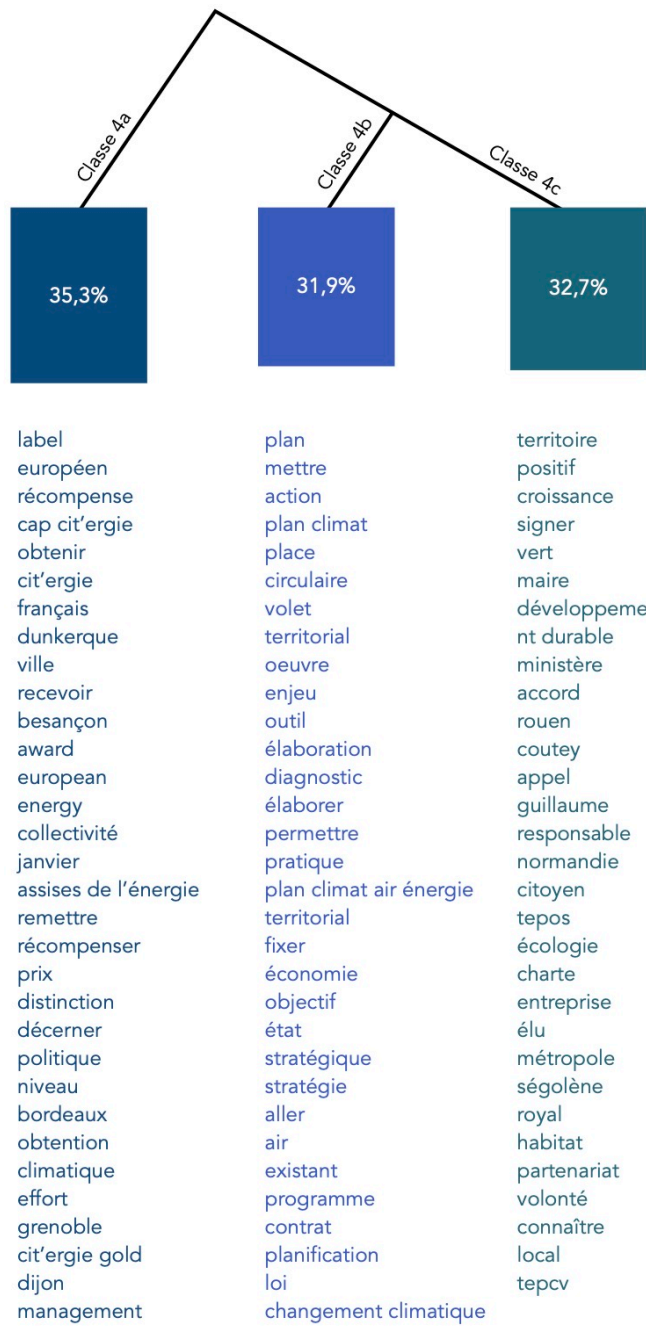 Classe 4a
Classe 4b
Classe 4c
35,3%
31,9%
32,7%
label
européen
récompense
cap cit'ergie
obtenir
cit'ergie
français
dunkerque
ville
recevoir
besançon
award
european
energy
collectivité
janvier
assises de l'énergie
remettre
récompenser
prix
distinction
décerner
politique
niveau
bordeaux
obtention
climatique
effort
grenoble
cit'ergie gold
dijon
management
plan
mettre
action
plan climat
place
circulaire
volet
territorial
oeuvre
enjeu
outil
élaboration
diagnostic
élaborer
permettre
pratique
plan climat air énergie
territorial
fixer
économie
objectif
état
stratégique
stratégie
aller
air
existant
programme
contrat
planification
loi
changement climatique
territoire
positif
croissance
signer
vert
maire
développeme
nt durable
ministère
accord
rouen
coutey
appel
guillaume
responsable
normandie
citoyen
tepos
écologie
charte
entreprise
élu
métropole
ségolène
royal
habitat
partenariat
volonté
connaître
local
tepcv